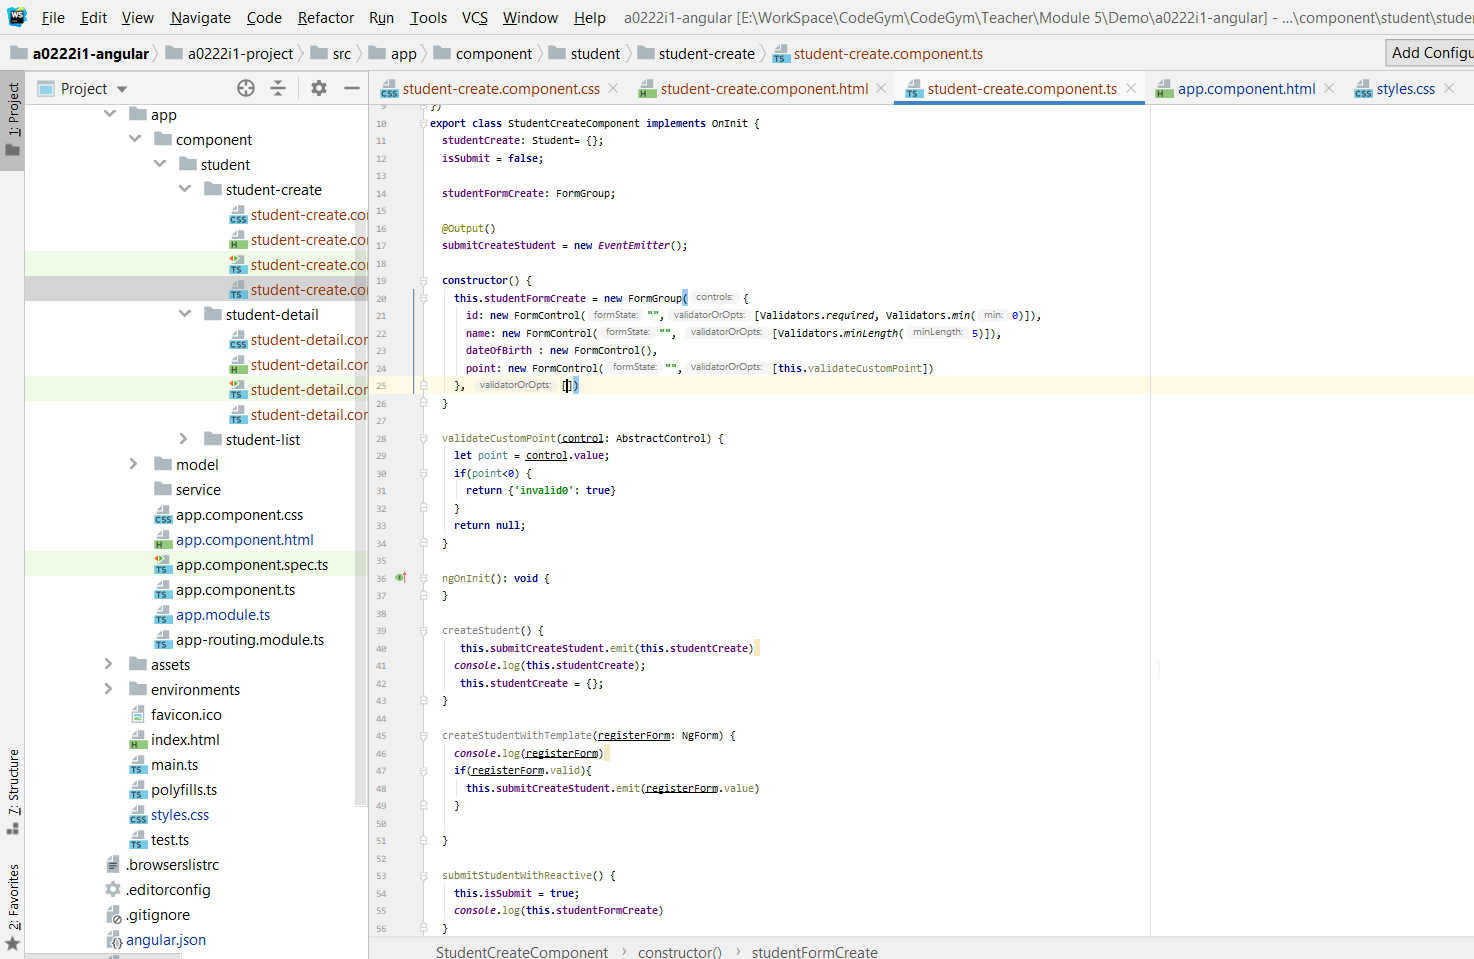 File Edit View Navigate Code Refactor Run Tools VCS Window Help a0222i1-angular [E:\WorkSpace\CodeGym\CodeGym\Teacher\Module 5\Demo\a0222i1-angular] - ...\component\student\stude
a0222i1-angular a0222i1-project src app component student student-create student-create.component.ts Add Configu
Project
student-create.component.css student-create.component.html student-create.component.ts app.component.html styles.css
1: Project
7: Structure
2: Favorites
app
component
student
student-create
student-create.co
student-create.co
student-create.co
student-create.co
student-detail
student-detail.cor
student-detail.cor
student-detail.cor
student-detail.cor
student-list
model
service
app.component.css
app.component.html
app.component.spec.ts
app.component.ts
app.module.ts
app-routing.module.ts
assets
environments
favicon.ico
index.html
main.ts
polyfills.ts
styles.css
test.ts
.browserslistrc
.editorconfig
.gitignore
angular.json
9 })
10 export class StudentCreateComponent implements OnInit {
11 studentCreate: Student= {};
12 isSubmit = false;
13
14 studentFormCreate: FormGroup;
15
16 @Output()
17 submitCreateStudent = new EventEmitter();
18
19 constructor() {
20 this.studentFormCreate = new FormGroup( controls: {
21 id: new FormControl( formState: "", validatorOrOpts: [Validators.required, Validators.min( min: 0)]),
22 name: new FormControl( formState: "", validatorOrOpts: [Validators.minLength( minLength: 5)]),
23 dateOfBirth : new FormControl(),
24 point: new FormControl( formState: "", validatorOrOpts: [this.validateCustomPoint])
25 }, validatorOrOpts: [])
26 }
27
28 validateCustomPoint(control: AbstractControl) {
29 let point = control.value;
30 if(point<0) {
31 return {'invalid0': true}
32 }
33 return null;
34 }
35
36 ngOnInit(): void {
37 }
38
39 createStudent() {
40 this.submitCreateStudent.emit(this.studentCreate)
41 console.log(this.studentCreate);
42 this.studentCreate = {};
43 }
44
45 createStudentWithTemplate(registerForm: NgForm) {
46 console.log(registerForm)
47 if(registerForm.valid){
48 this.submitCreateStudent.emit(registerForm.value)
49 }
50
51 }
52
53 submitStudentWithReactive() {
54 this.isSubmit = true;
55 console.log(this.studentFormCreate)
56 }
StudentCreateComponent constructor() studentFormCreate